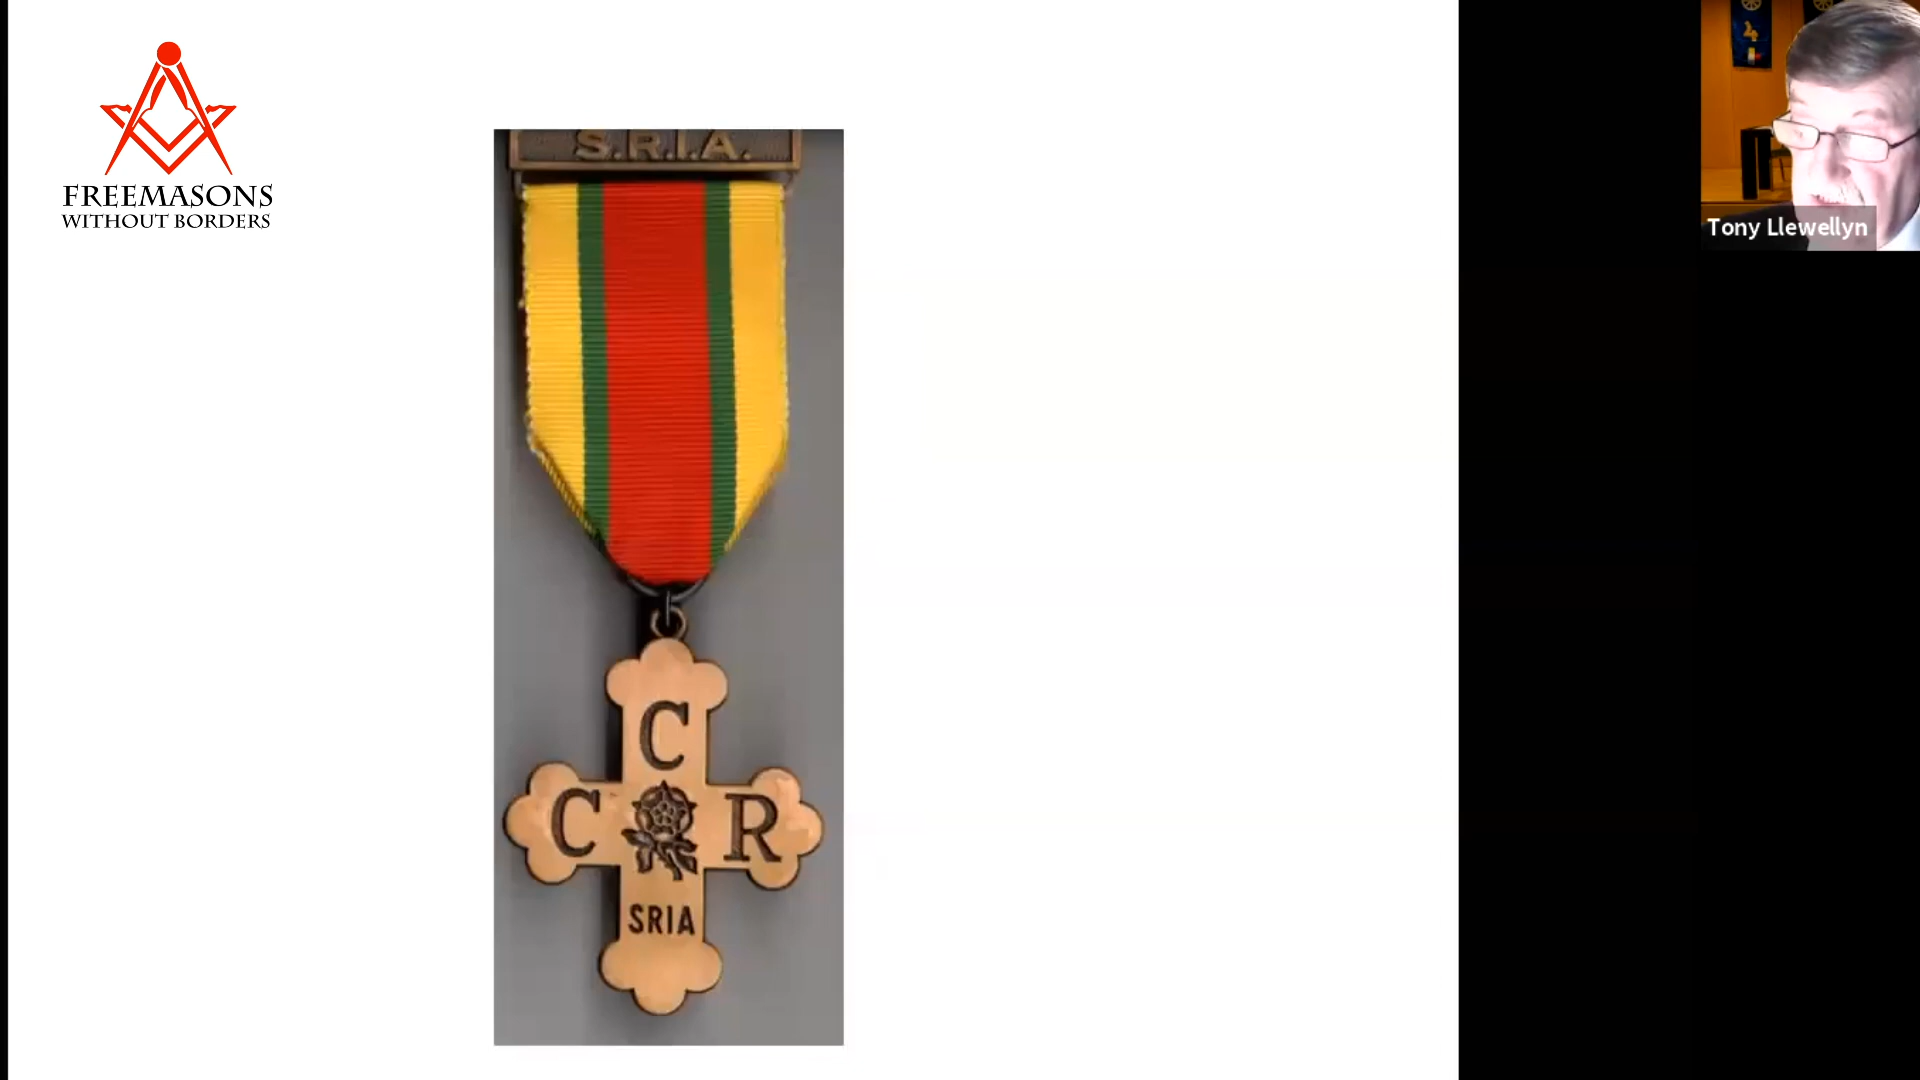 FREEMASONS
WITHOUT BORDERS
S.R.I.A.
C
C R
SRIA
Tony Llewellyn